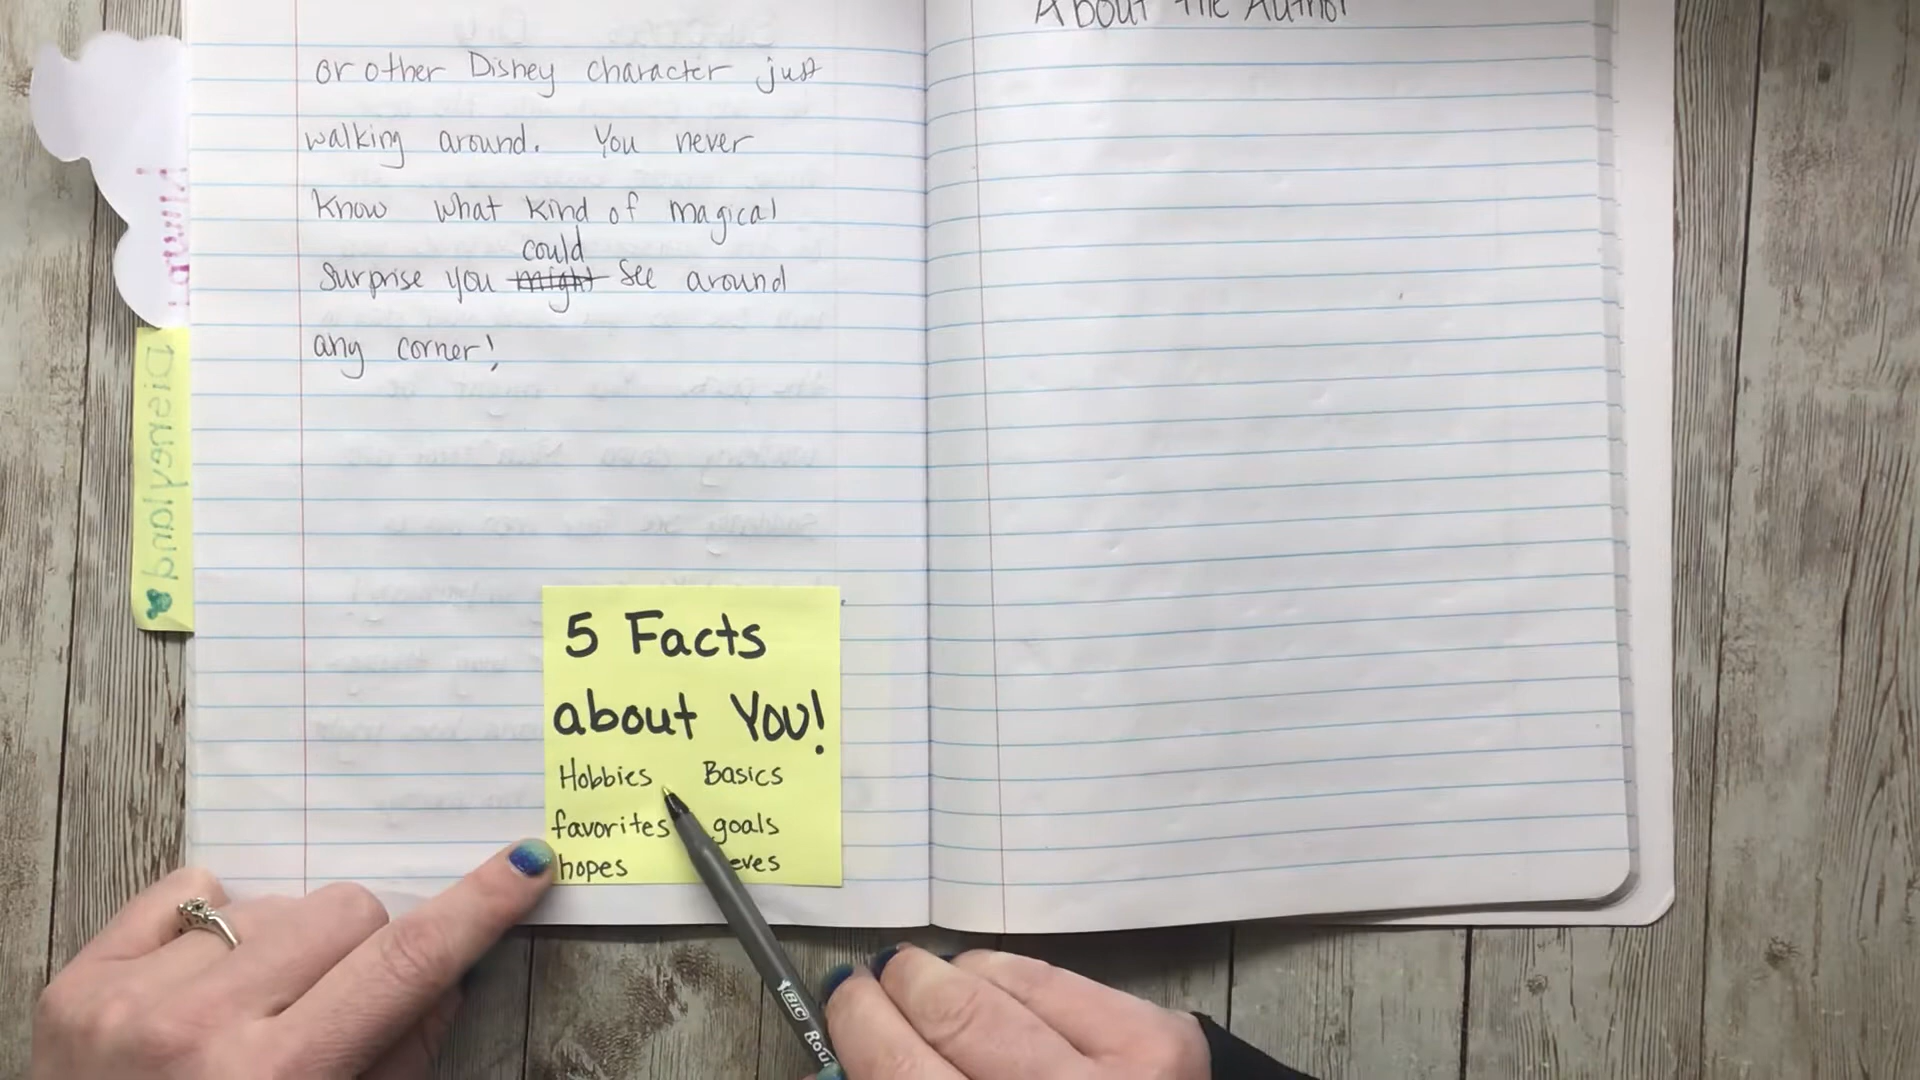 or other Disney character just
walking around. You never
know what kind of magical
could
surprise you might see around
any corner!
About the Author
Disneyland
5 Facts
about You!
Hobbies Basics
favorites goals
hopes
BIC Roun